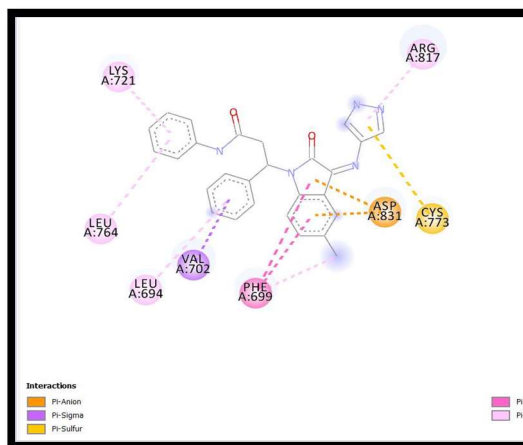 ARG
A:817
LYS
A:721
O
N
N
O
N
N
N
LEU
A:764
ASP
A:831
CYS
A:773
VAL
A:702
LEU
A:694
PHE
A:699
Interactions
Pi-Anion
Pi-Sigma
Pi-Sulfur
Pi
Pi